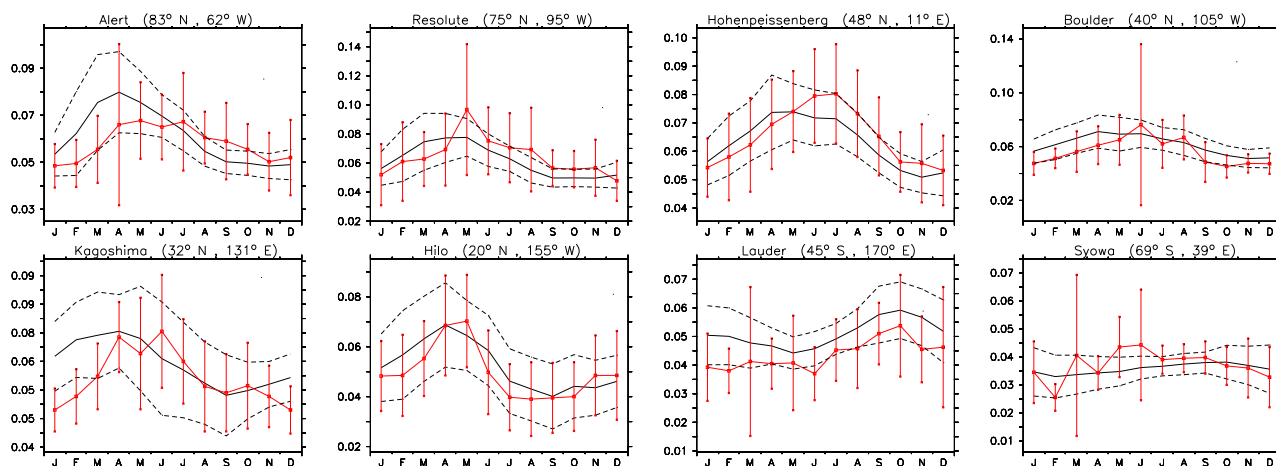 Alert (83° N , 62° W)
Resolute (75° N , 95° W)
Hohenpeissenberg (48° N , 11° E)
Boulder (40° N , 105° W)
0.09
0.07
0.05
0.03
0.14
0.12
0.10
0.08
0.06
0.04
0.02
0.10
0.09
0.08
0.07
0.06
0.05
0.14
0.10
0.06
0.02
J F M A M J J A S O N D
J F M A M J J A S O N D
J F M A M J J A S O N D
J F M A M J J A S O N D
Kagoshima (32° N , 131° E)
Hilo (20° N , 155° W)
Lauder (45° S , 170° E)
Syowa (69° S , 39° E)
0.09
0.09
0.07
0.06
0.05
0.04
0.08
0.06
0.04
0.02
0.07
0.06
0.05
0.04
0.03
0.02
0.01
0.07
0.06
0.05
0.04
0.03
0.02
0.01
J F M A M J J A S O N D
J F M A M J J A S O N D
J F M A M J J A S O N D
J F M A M J J A S O N D